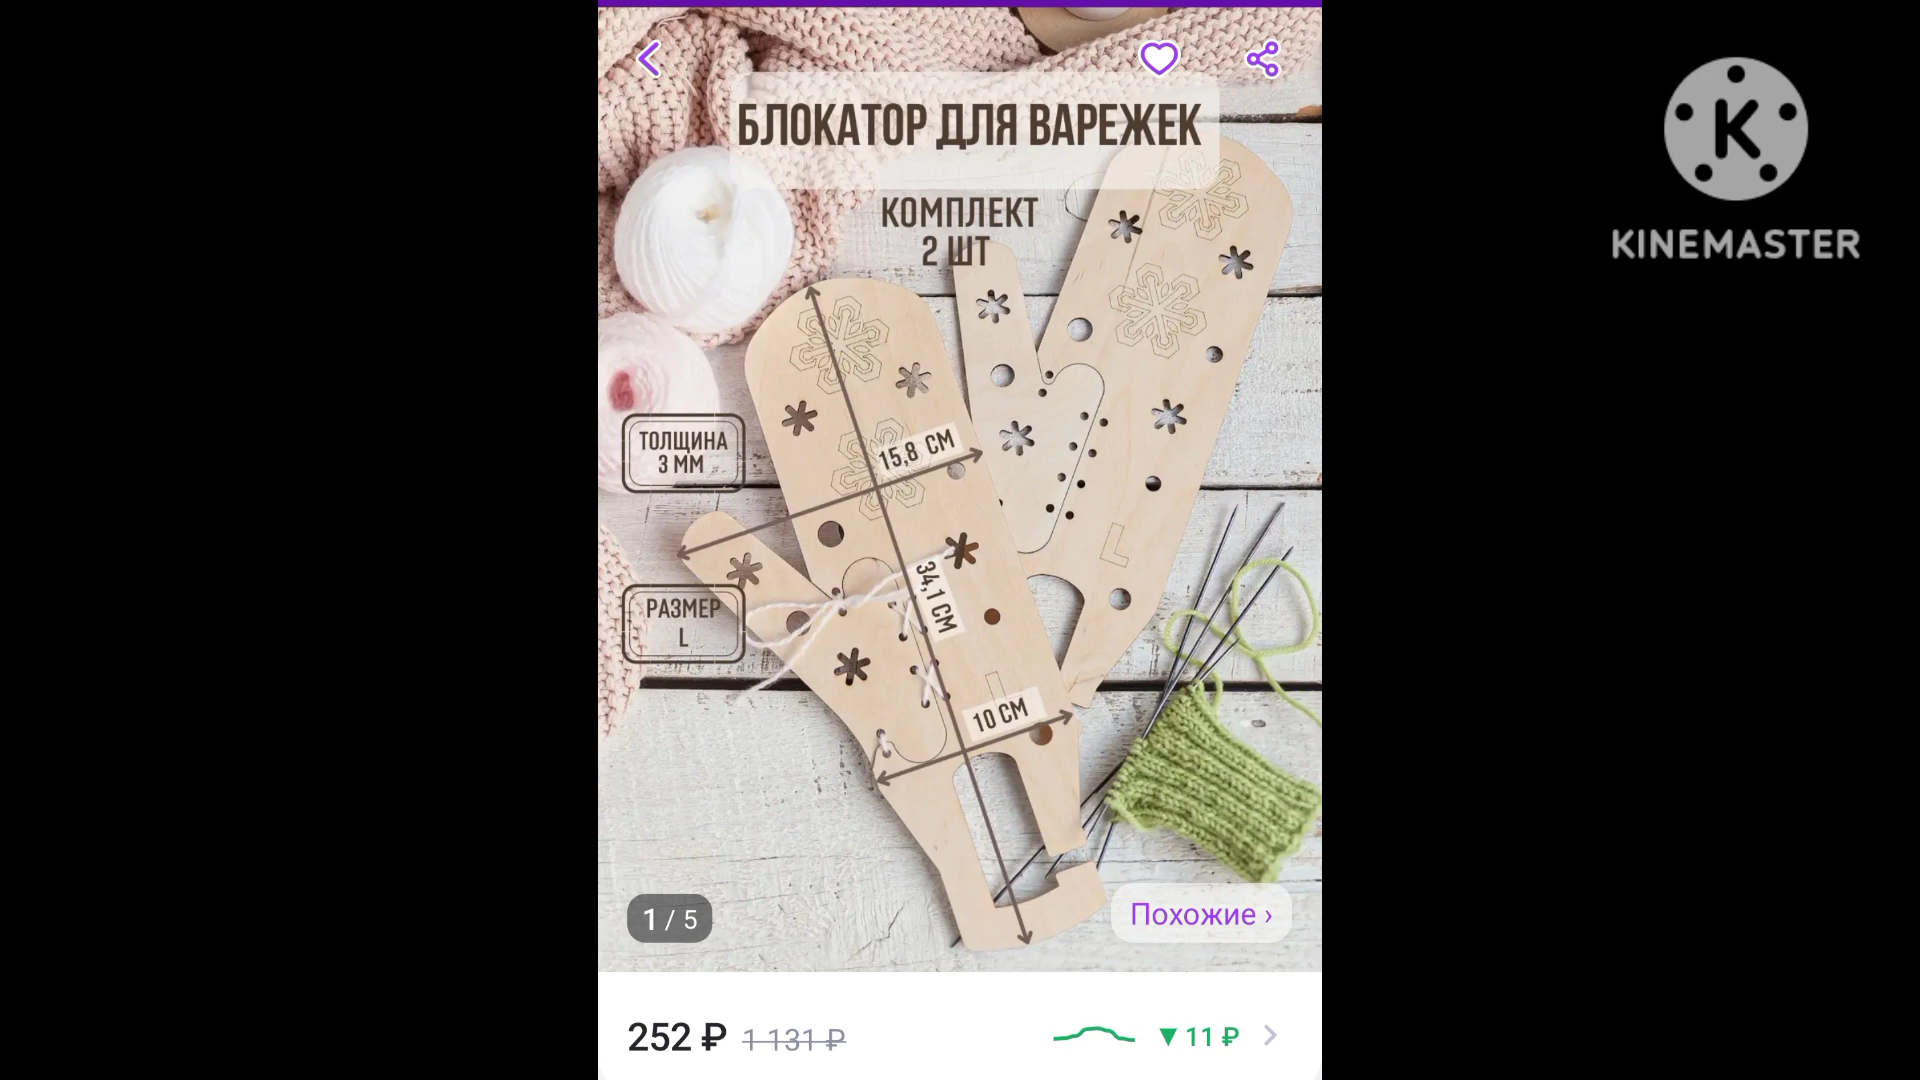 БЛОКАТОР ДЛЯ ВАРЕЖЕК
КОМПЛЕКТ
2 ШТ
15,8 СМ
ТОЛЩИНА
3 ММ
34,1 СМ
РАЗМЕР
L
L
10 СМ
1 / 5
Похожие ›
252 ₽ 1 131 ₽ ▼ 11 ₽
K
KINEMASTER